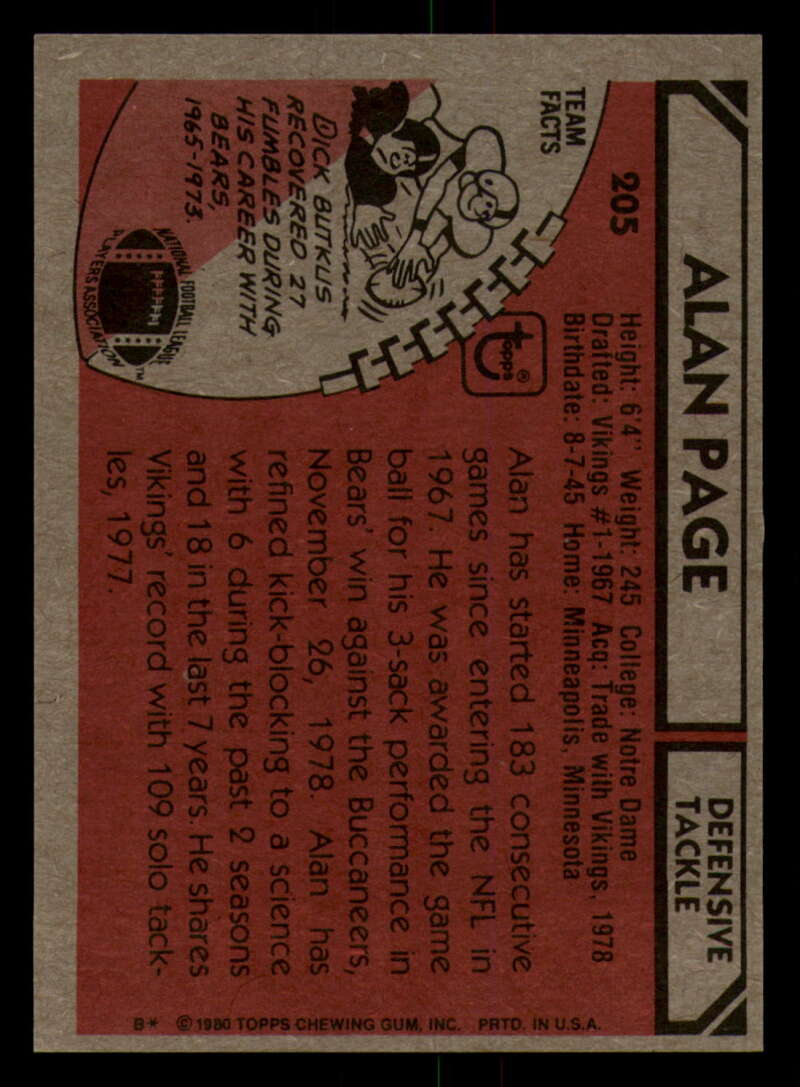 205
ALAN PAGE
DEFENSIVE
TACKLE
Height: 6'4" Weight: 245 College: Notre Dame
Drafted: Vikings #1-1967 Acq: Trade with Vikings, 1978
Birthdate: 8-7-45 Home: Minneapolis, Minnesota
TEAM
FACTS
topps®
DICK BUTKUS
RECOVERED 27
FUMBLES DURING
HIS CAREER WITH
BEARS,
1965-1973.
NATIONAL FOOTBALL LEAGUE
PLAYERS ASSOCIATION
TM
Alan has started 183 consecutive
games since entering the NFL in
1967. He was awarded the game
ball for his 3-sack performance in
Bears' win against the Buccaneers,
November 26, 1978. Alan has
refined kick-blocking to a science
with 6 during the past 2 seasons
and 18 in the last 7 years. He shares
Vikings' record with 109 solo tack-
les, 1977.
B* © 1980 TOPPS CHEWING GUM, INC. PRTD. IN U.S.A.